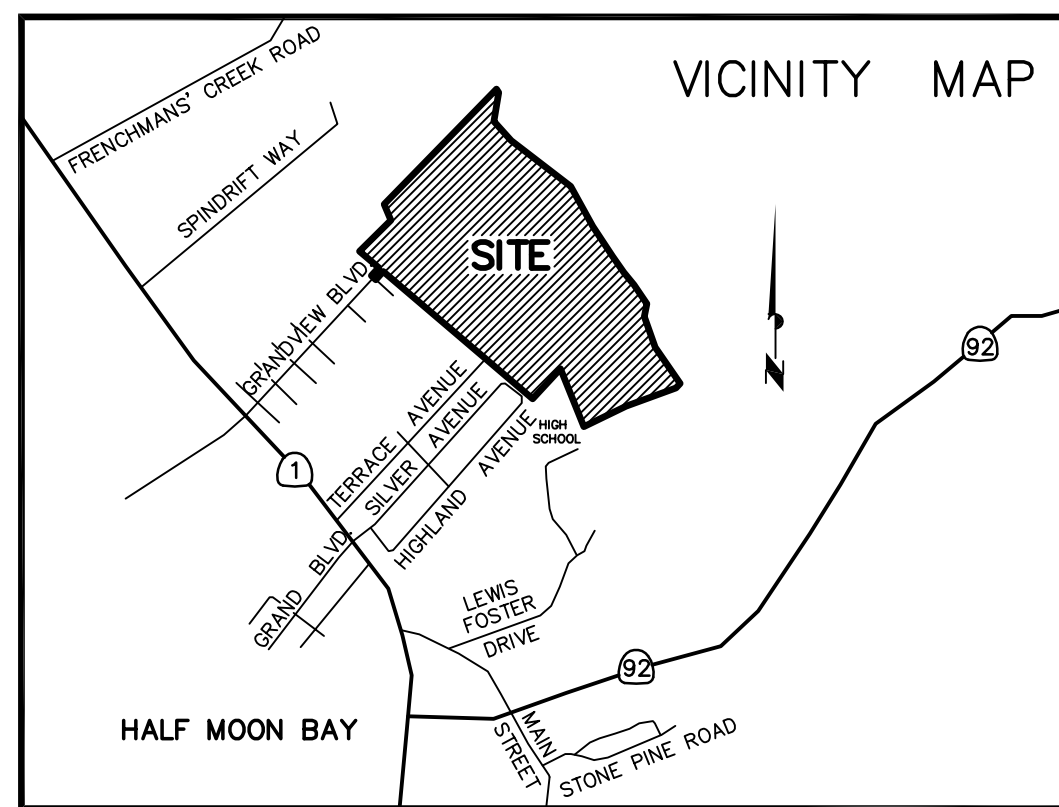 VICINITY MAP
FRENCHMANS' CREEK ROAD
SPINDRIFT WAY
SITE
GRANDVIEW BLVD
92
TERRACE AVENUE
SILVER AVENUE
HIGHLAND AVENUE
HIGH
SCHOOL
1
N
GRAND BLVD.
LEWIS
FOSTER
DRIVE
92
HALF MOON BAY
MAIN
STREET
STONE PINE ROAD